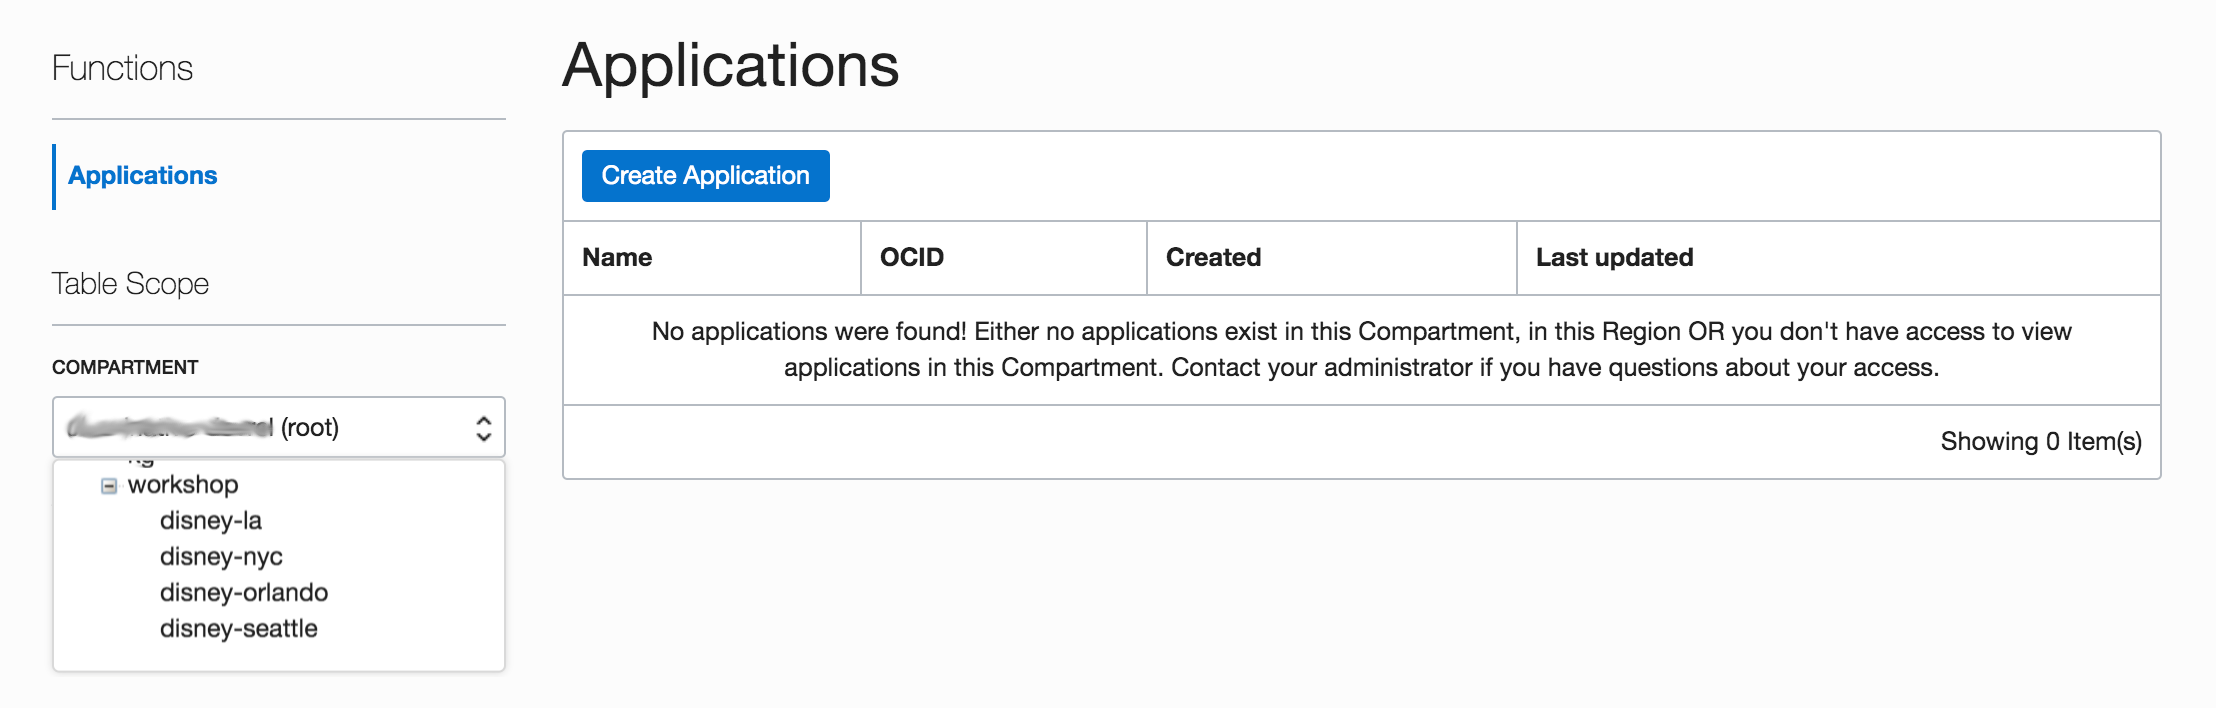 Functions
Applications
Table Scope
COMPARTMENT
(root)
workshop
disney-la
disney-nyc
disney-orlando
disney-seattle
Applications
Create Application
Name OCID Created Last updated
No applications were found! Either no applications exist in this Compartment, in this Region OR you don't have access to view
applications in this Compartment. Contact your administrator if you have questions about your access.
Showing 0 Item(s)